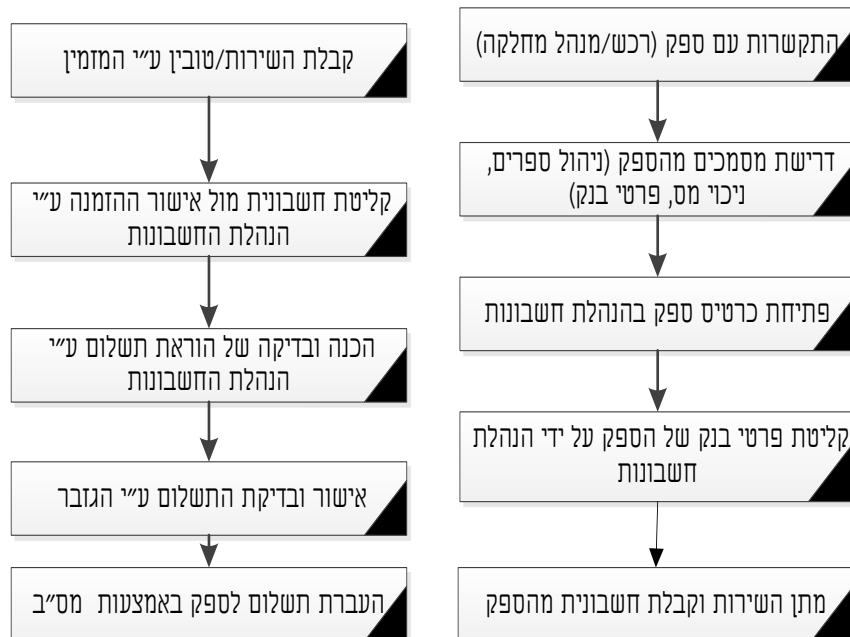 התקשרות עם ספק (רכש/מנהל מחלקה)
דרישת מסמכים מהספק (ניהול ספרים,
ניכוי מס, פרטי בנק)
פתיחת כרטיס ספק בהנהלת חשבונות
קליטת פרטי בנק של הספק על ידי הנהלת
חשבונות
מתן השירות וקבלת חשבונית מהספק
קבלת השירות/טובין ע״י המזמין
קליטת חשבונית מול אישור ההזמנה ע״י
הנהלת החשבונות
הכנה ובדיקה של הוראת תשלום ע״י
הנהלת החשבונות
אישור ובדיקת התשלום ע״י הגזבר
העברת תשלום לספק באמצעות מס״ב